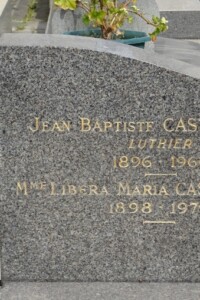 JEAN BAPTISTE CAS
LUTHIER
1896 - 196
MME LIBERA MARIA CAS
1898 - 197